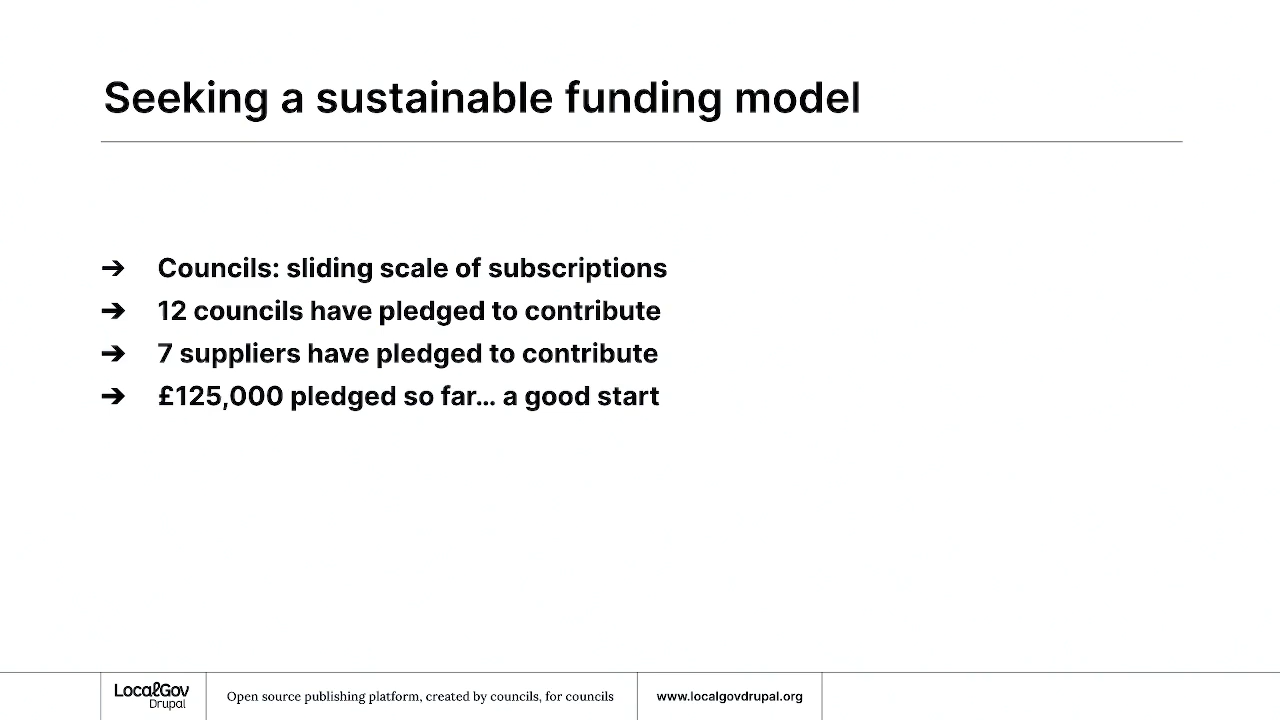 Seeking a sustainable funding model
➔ Councils: sliding scale of subscriptions
➔ 12 councils have pledged to contribute
➔ 7 suppliers have pledged to contribute
➔ £125,000 pledged so far... a good start
LocalGov
Drupal
Open source publishing platform, created by councils, for councils
www.localgovdrupal.org